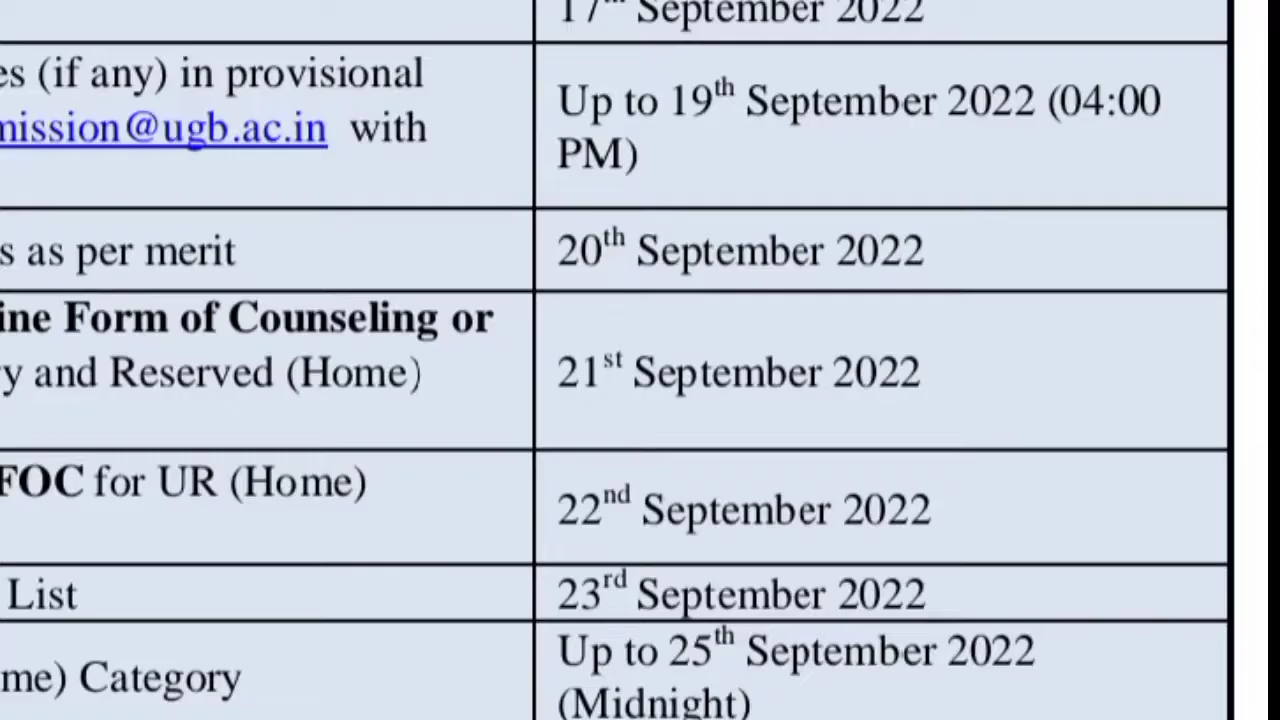 17th September 2022
es (if any) in provisional
mission@ugb.ac.in with
Up to 19th September 2022 (04:00
PM)
s as per merit
20th September 2022
ine Form of Counseling or
y and Reserved (Home)
21st September 2022
FOC for UR (Home)
22nd September 2022
List
23rd September 2022
me) Category
Up to 25th September 2022
(Midnight)